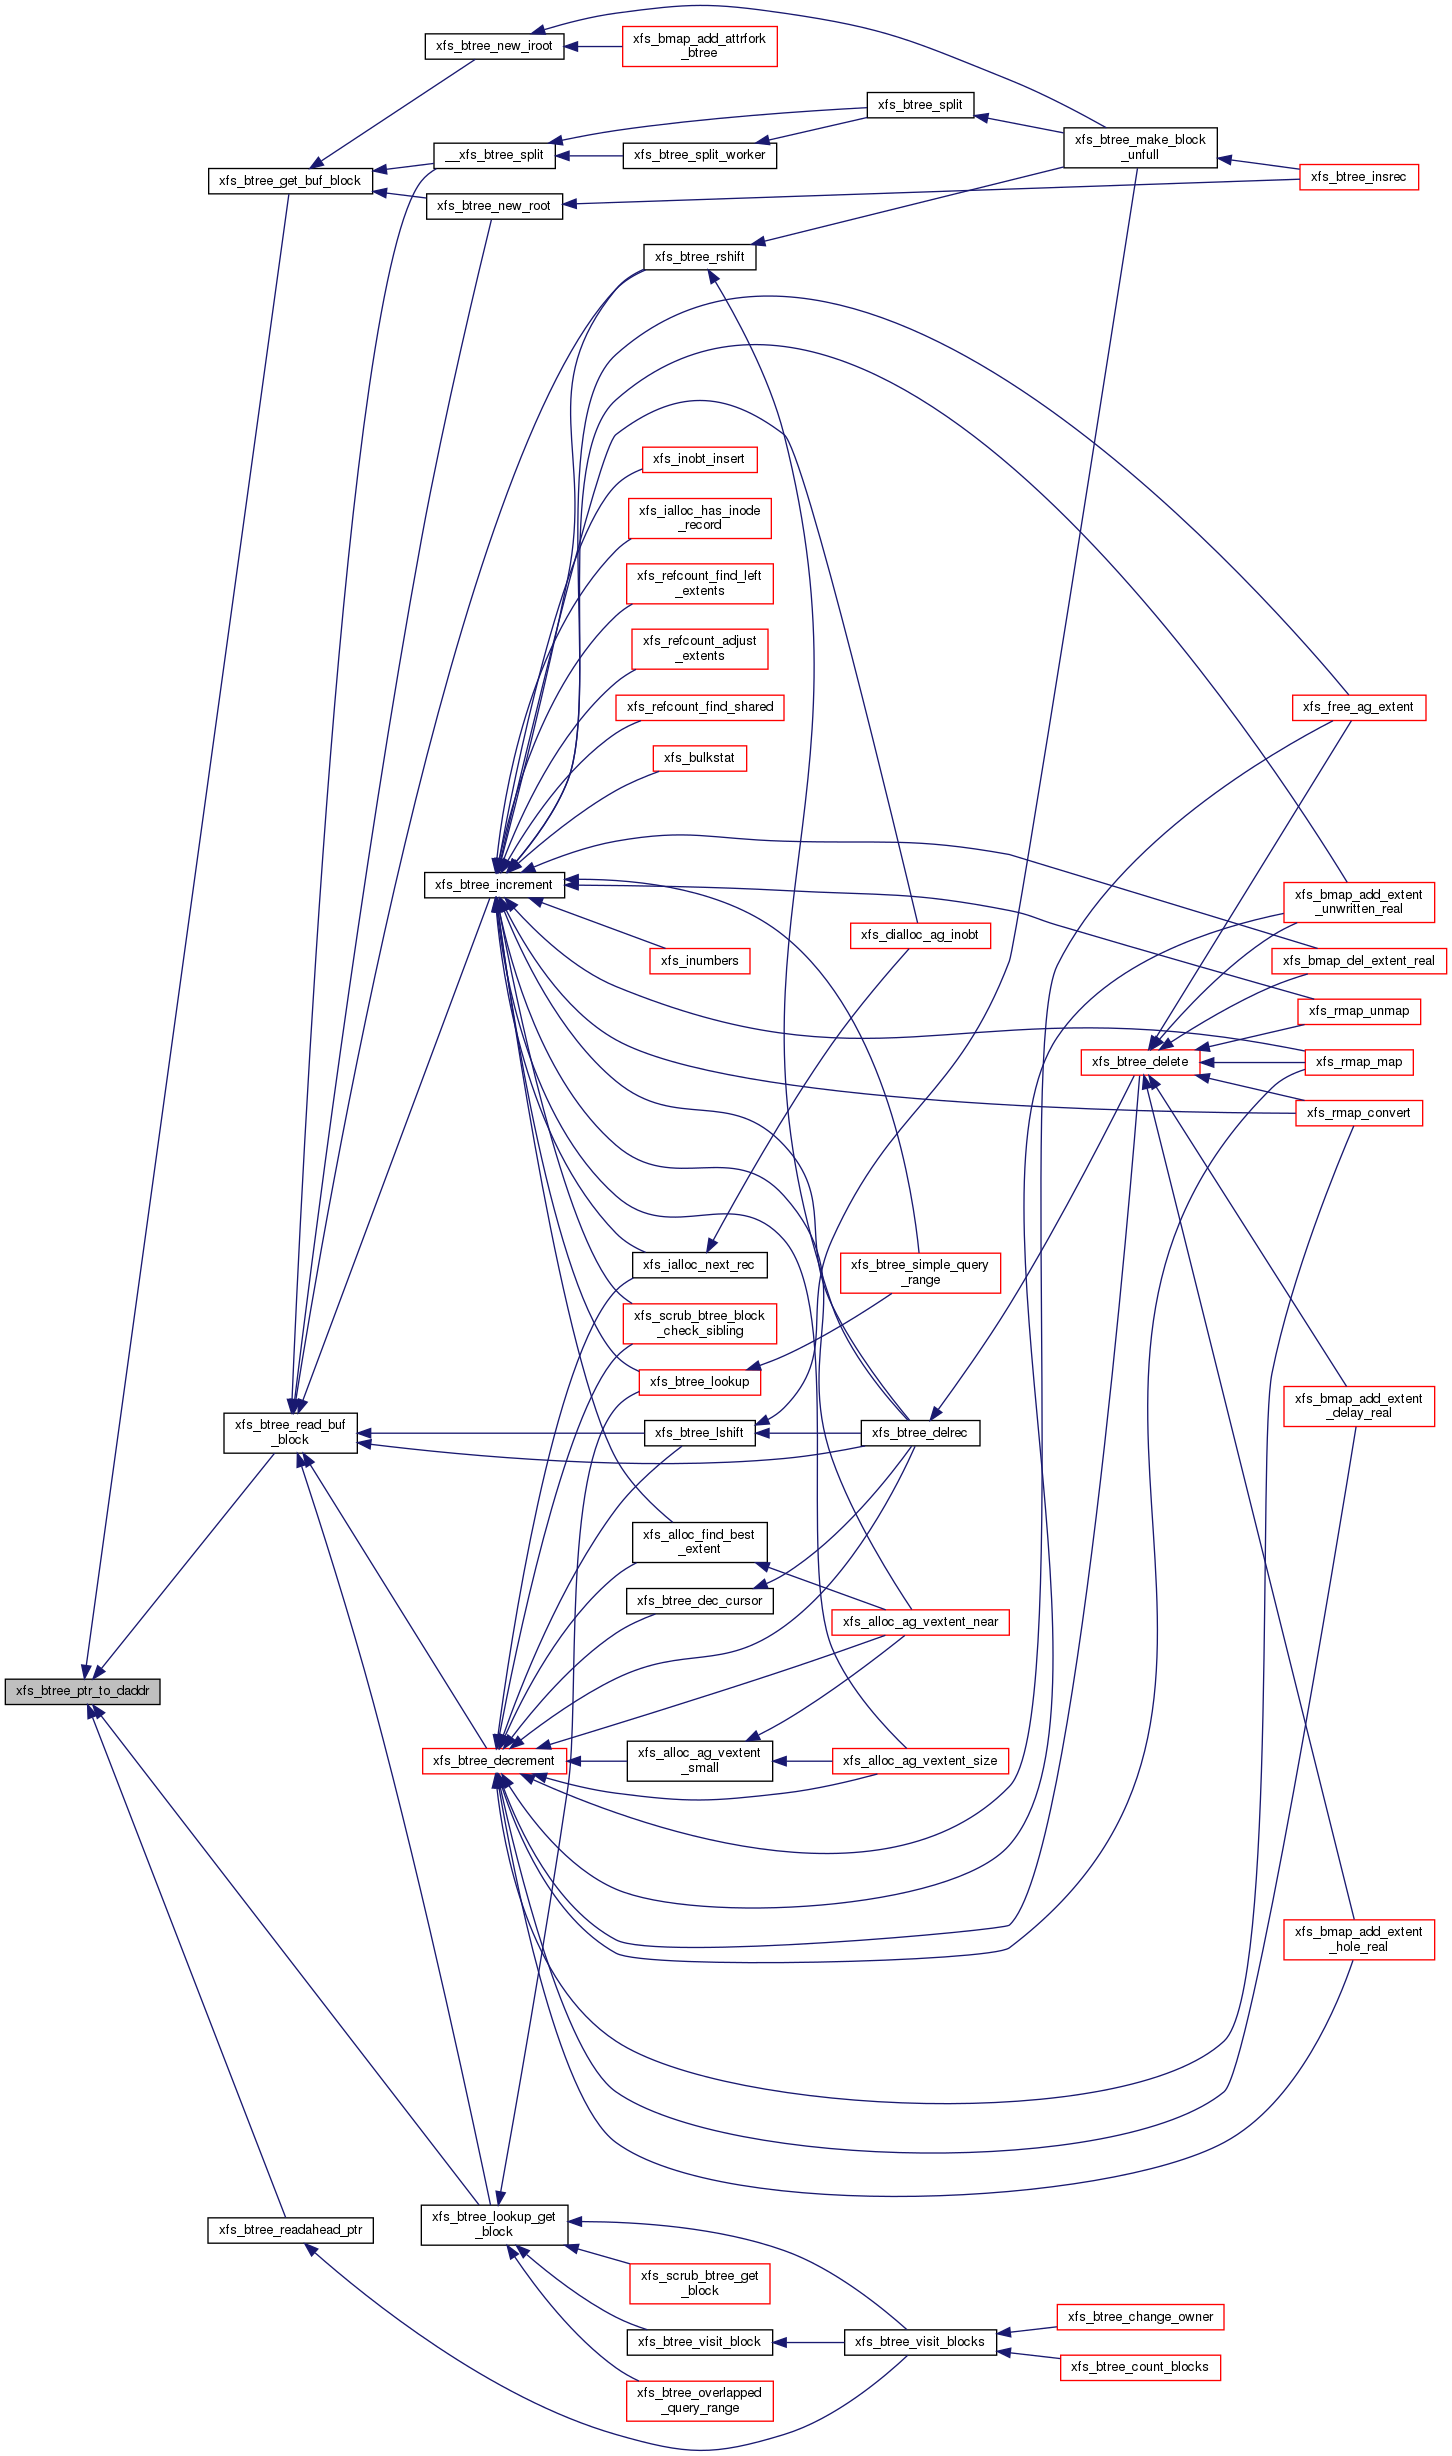 xfs_btree_new_iroot
xfs_bmap_add_attrfork
_btree
xfs_btree_split
__xfs_btree_split
xfs_btree_split_worker
xfs_btree_make_block
_unfull
xfs_btree_get_buf_block
xfs_btree_new_root
xfs_btree_insrec
xfs_btree_rshift
xfs_inobt_insert
xfs_ialloc_has_inode
_record
xfs_refcount_find_left
_extents
xfs_refcount_adjust
_extents
xfs_refcount_find_shared
xfs_free_ag_extent
xfs_bulkstat
xfs_btree_increment
xfs_bmap_add_extent
_unwritten_real
xfs_dialloc_ag_inobt
xfs_inumbers
xfs_bmap_del_extent_real
xfs_rmap_unmap
xfs_btree_delete
xfs_rmap_map
xfs_rmap_convert
xfs_ialloc_next_rec
xfs_btree_simple_query
_range
xfs_scrub_btree_block
_check_sibling
xfs_btree_lookup
xfs_bmap_add_extent
_delay_real
xfs_btree_read_buf
_block
xfs_btree_lshift
xfs_btree_delrec
xfs_alloc_find_best
_extent
xfs_btree_dec_cursor
xfs_alloc_ag_vextent_near
xfs_btree_ptr_to_daddr
xfs_btree_decrement
xfs_alloc_ag_vextent
_small
xfs_alloc_ag_vextent_size
xfs_bmap_add_extent
_hole_real
xfs_btree_readahead_ptr
xfs_btree_lookup_get
_block
xfs_scrub_btree_get
_block
xfs_btree_visit_block
xfs_btree_visit_blocks
xfs_btree_change_owner
xfs_btree_count_blocks
xfs_btree_overlapped
_query_range